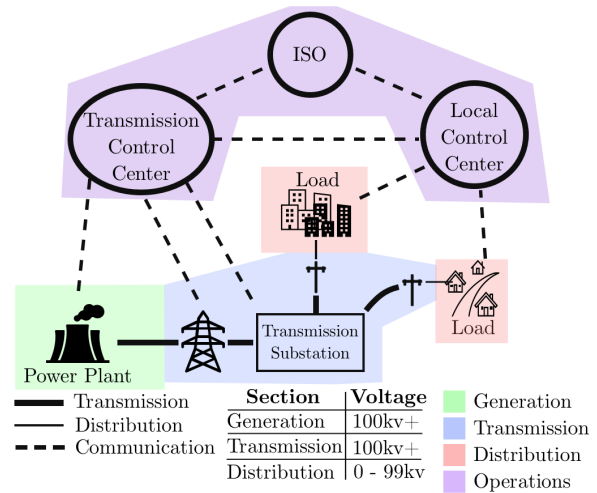 ISO
Transmission
Control
Center
Local
Control
Center
Load
Transmission
Substation
Load
Power Plant
Transmission
Distribution
Communication
Section Voltage
Generation 100kv+
Transmission 100kv+
Distribution 0 - 99kv
Generation
Transmission
Distribution
Operations